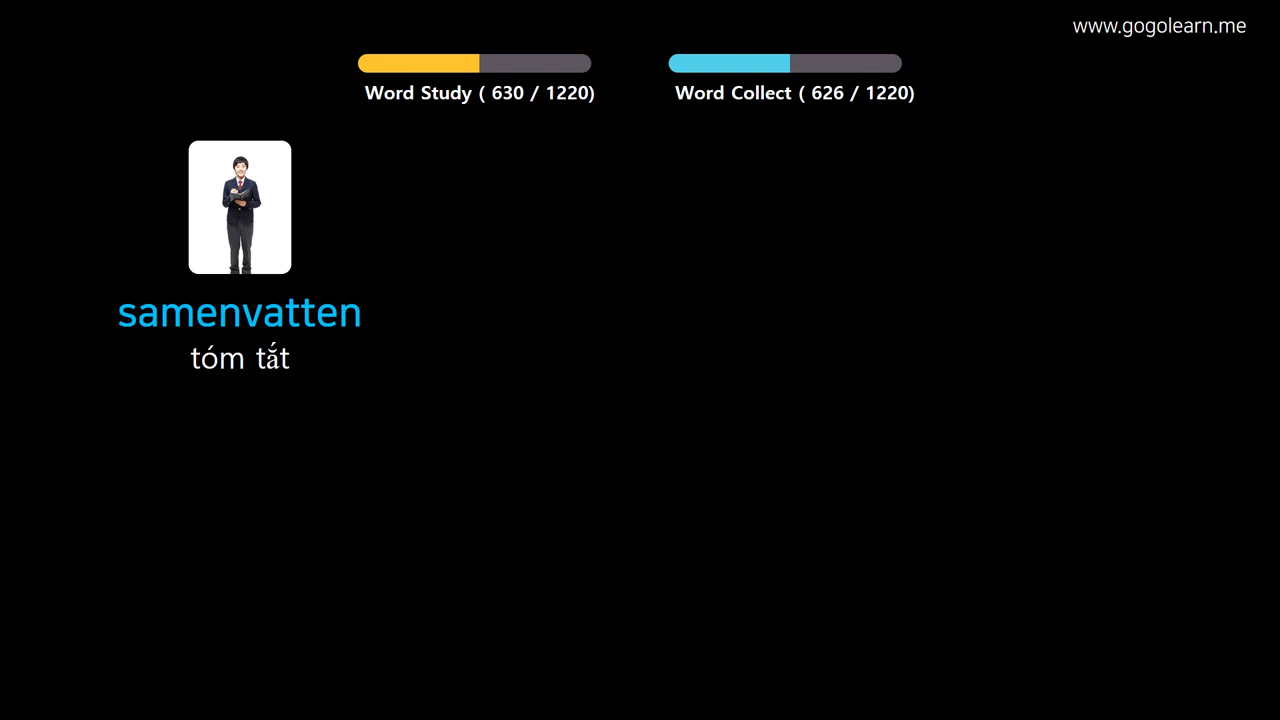 www.gogolearn.me
Word Study ( 630 / 1220)
Word Collect ( 626 / 1220)
samenvatten
tóm tắt